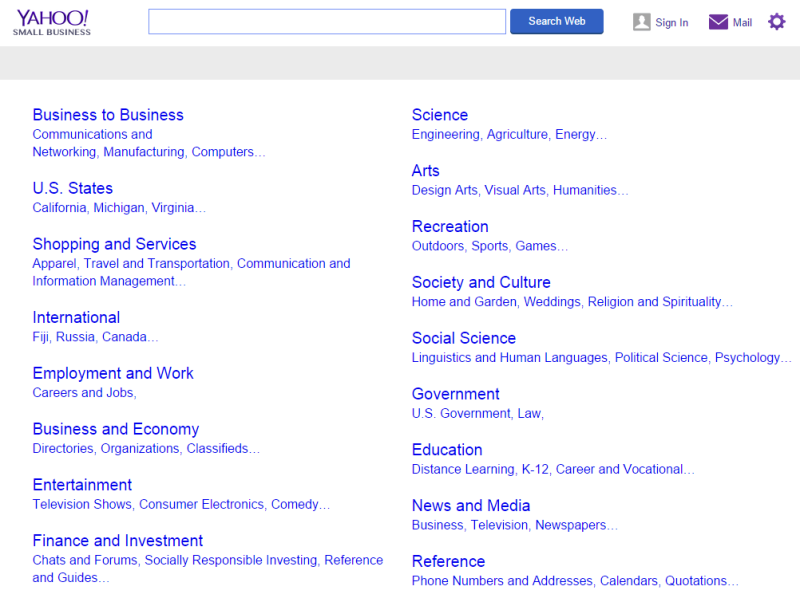 YAHOO!
SMALL BUSINESS
Search Web
Sign In
Mail
Business to Business
Communications and
Networking, Manufacturing, Computers…
U.S. States
California, Michigan, Virginia…
Shopping and Services
Apparel, Travel and Transportation, Communication and
Information Management…
International
Fiji, Russia, Canada…
Employment and Work
Careers and Jobs,
Business and Economy
Directories, Organizations, Classifieds…
Entertainment
Television Shows, Consumer Electronics, Comedy…
Finance and Investment
Chats and Forums, Socially Responsible Investing, Reference
and Guides…
Science
Engineering, Agriculture, Energy…
Arts
Design Arts, Visual Arts, Humanities…
Recreation
Outdoors, Sports, Games…
Society and Culture
Home and Garden, Weddings, Religion and Spirituality…
Social Science
Linguistics and Human Languages, Political Science, Psychology…
Government
U.S. Government, Law,
Education
Distance Learning, K-12, Career and Vocational…
News and Media
Business, Television, Newspapers…
Reference
Phone Numbers and Addresses, Calendars, Quotations…